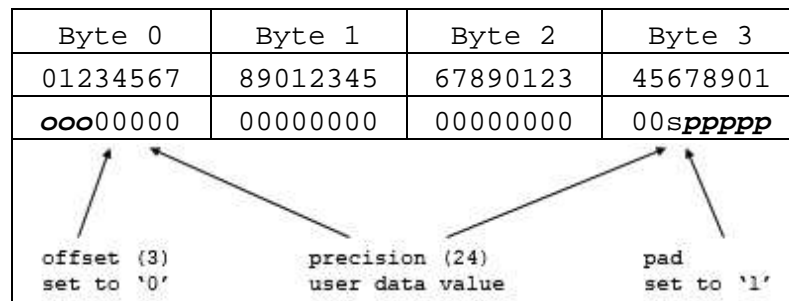 Byte 0 Byte 1 Byte 2 Byte 3
01234567 89012345 67890123 45678901
ooo00000 00000000 00000000 00sppppp
offset (3) precision (24) pad
set to ‘0’ user data value set to ‘1’